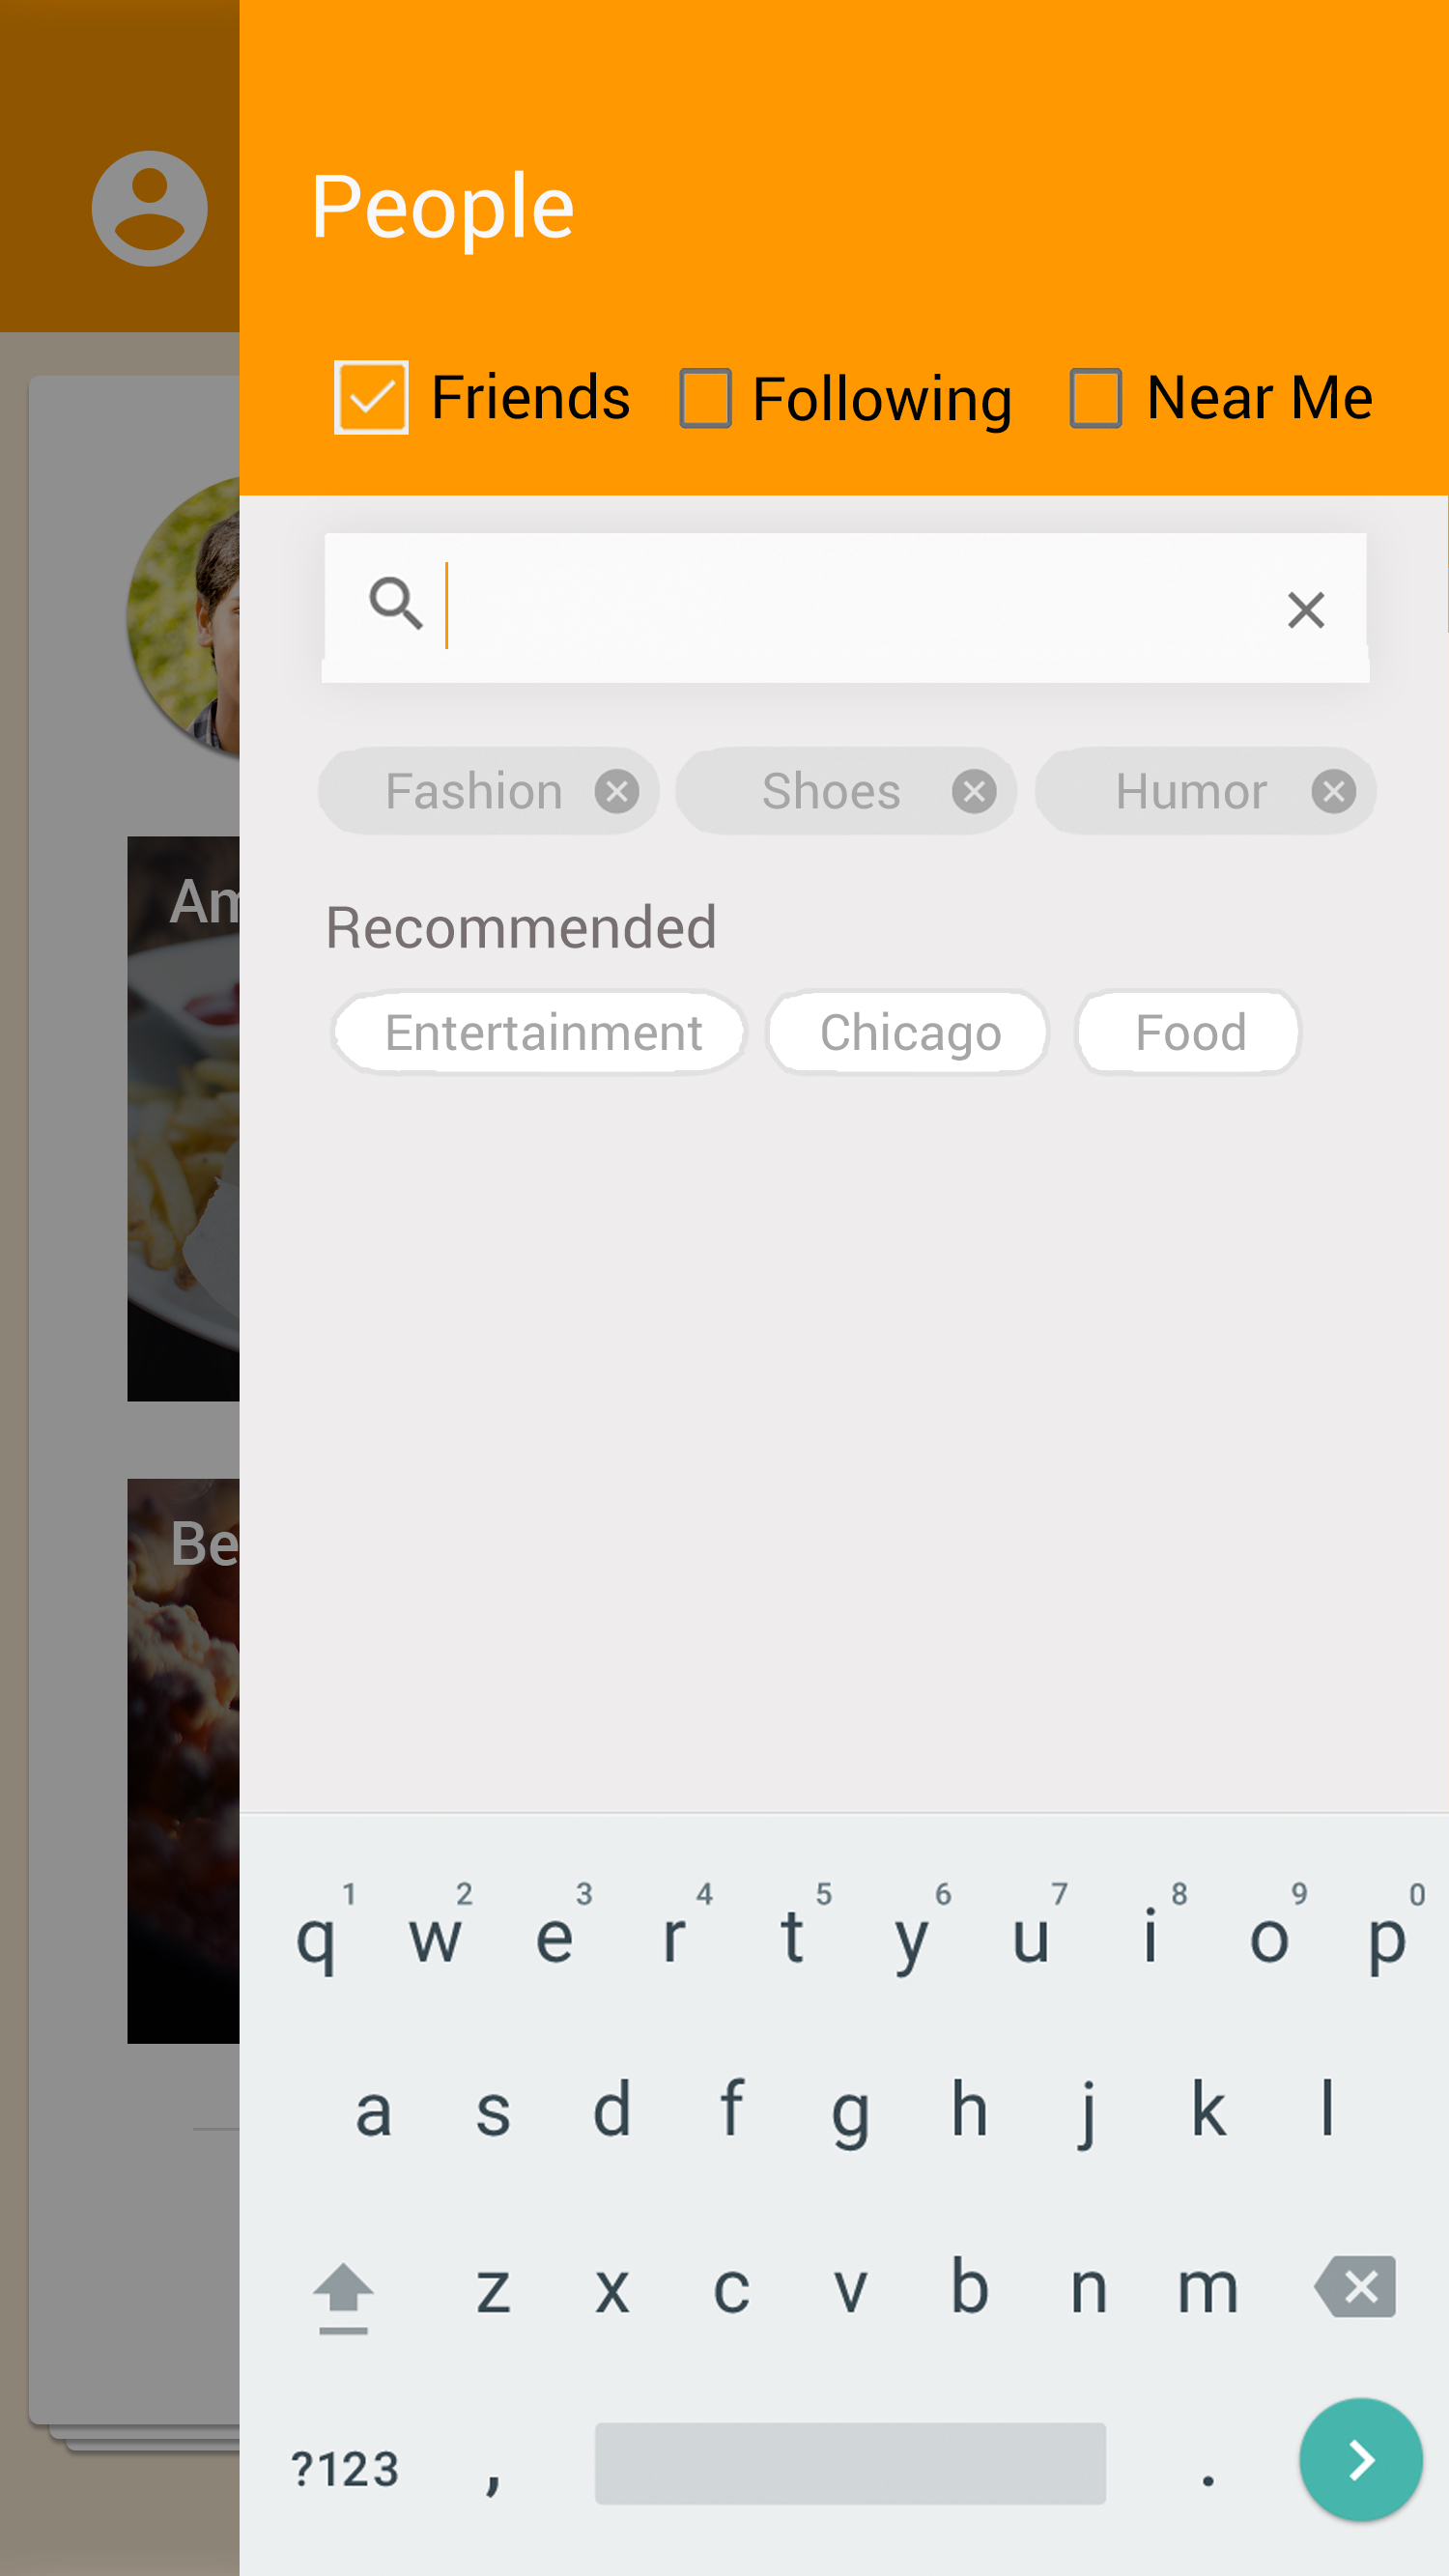 People
Friends Following Near Me
Fashion Shoes Humor
Recommended
Entertainment Chicago Food
Am
Be
1 2 3 4 5 6 7 8 9 0
q w e r t y u i o p
a s d f g h j k l
z x c v b n m
?123 , .